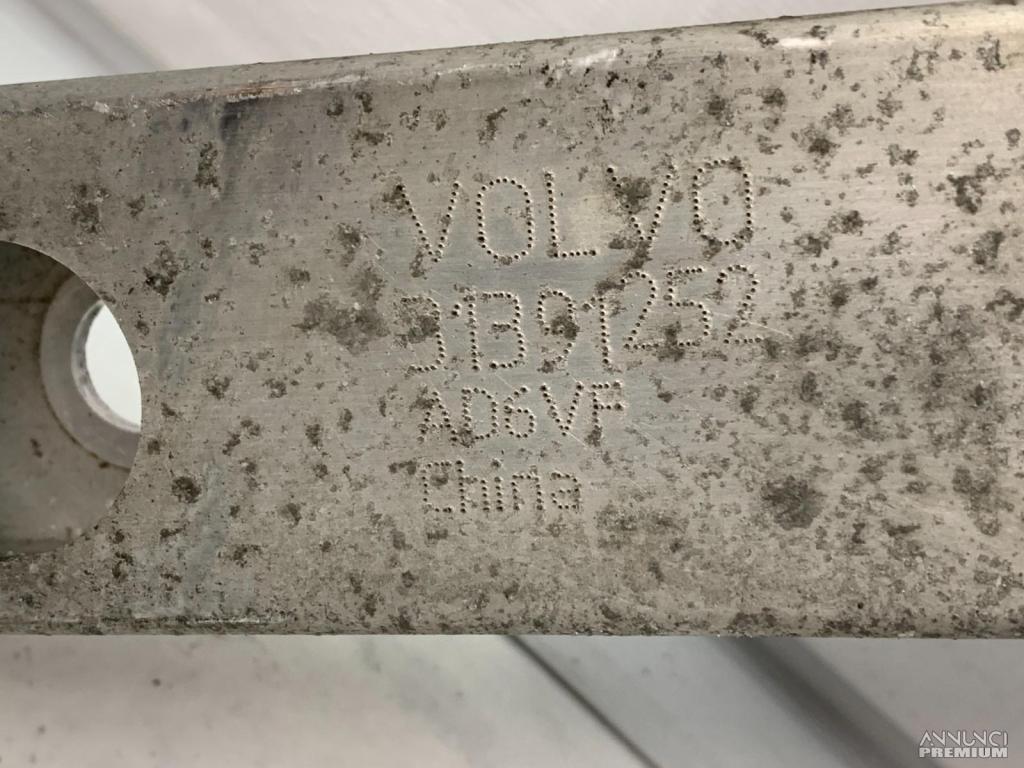 VOLVO
31391252
AD6VF
China
ANNUNCI
PREMIUM